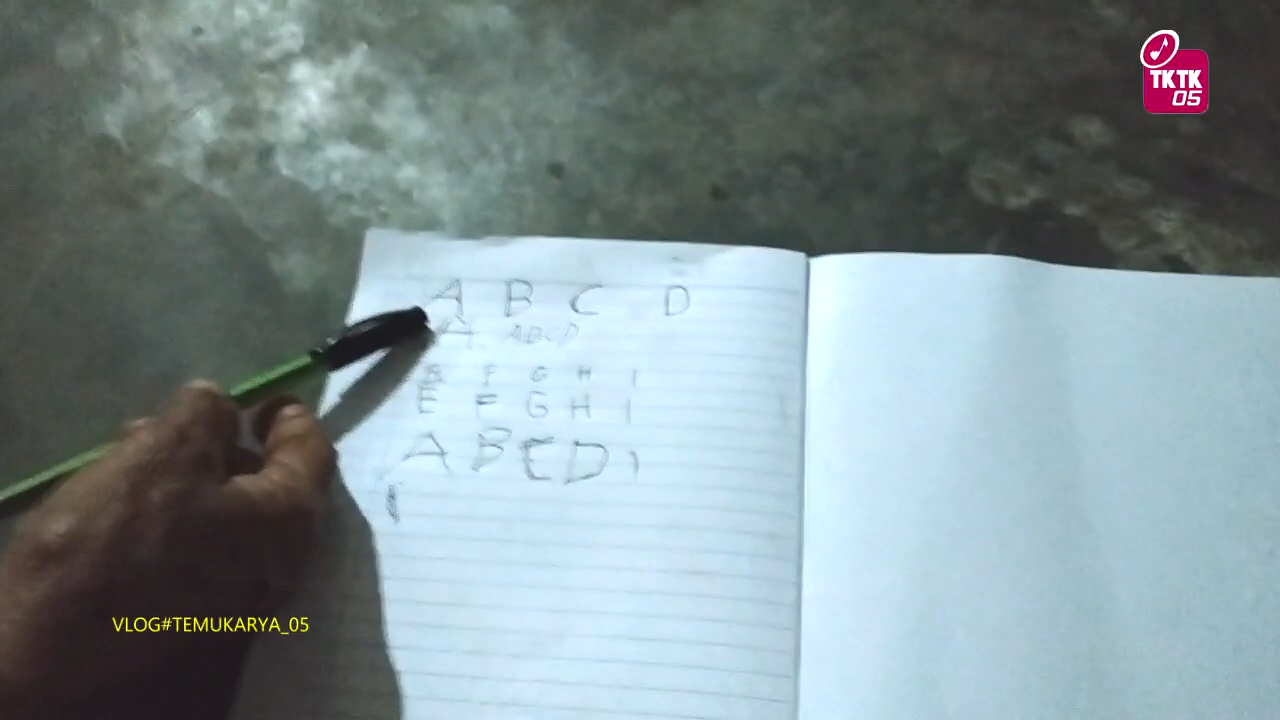 TKTK
05
A B C D
A ABCD
E F G H I
E F G H I
A B C D I
VLOG#TEMUKARYA_05